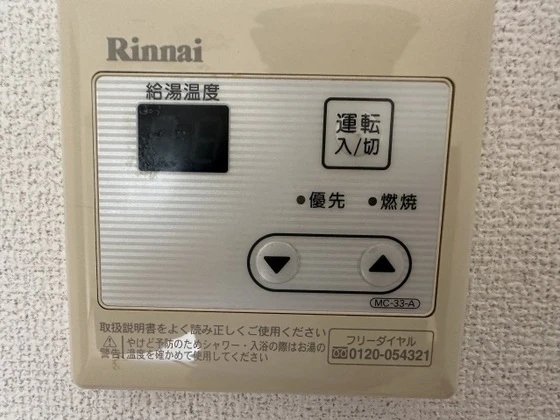 Rinnai
給湯温度
運転
入/切
優先
燃焼
▼ ▲
MC-33-A
取扱説明書をよく読み正しくご使用ください
警告 やけど予防のためシャワー・入浴の際はお湯の
温度を確かめて使用してください
フリーダイヤル
0120-054321